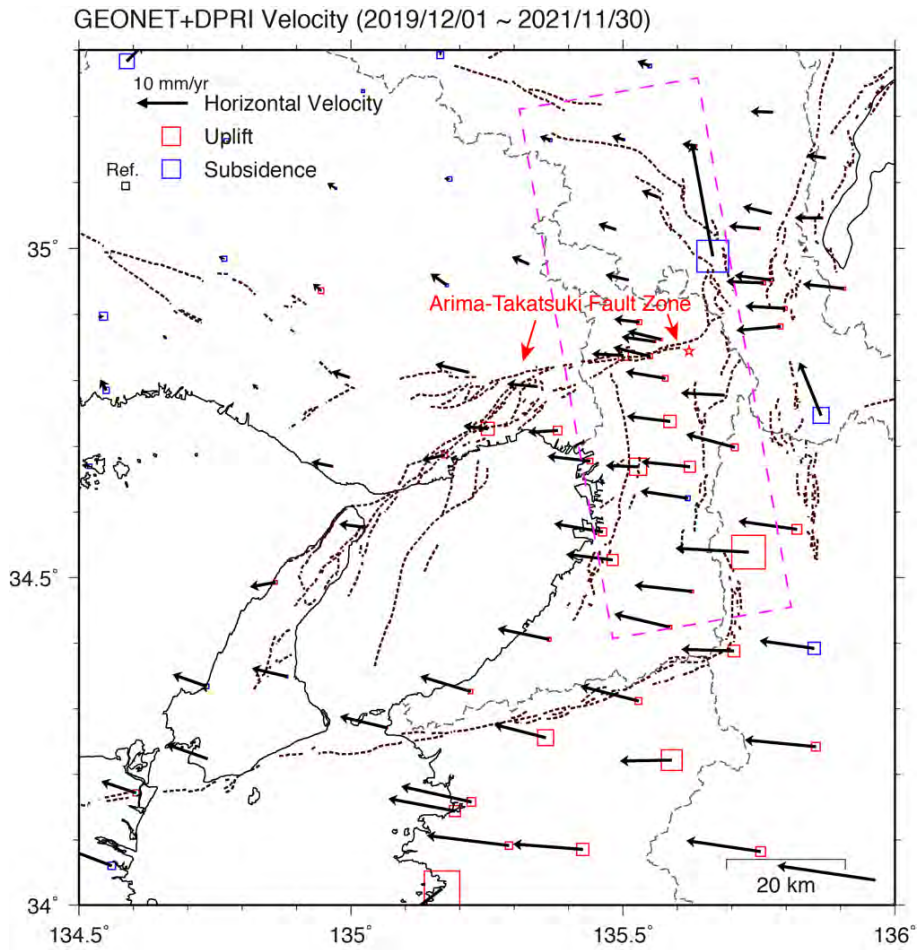 GEONET+DPRI Velocity (2019/12/01 ~ 2021/11/30)
10 mm/yr
Horizontal Velocity
Uplift
Subsidence
Ref.
35°
Arima-Takatsuki Fault Zone
34.5°
20 km
34°
134.5°
135°
135.5°
136°